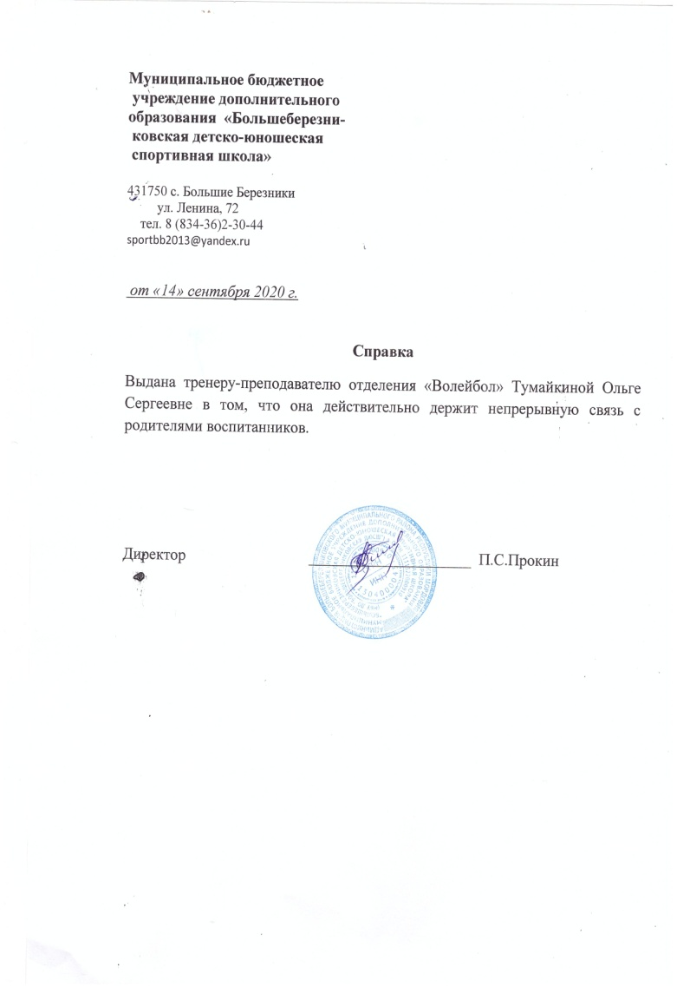 Муниципальное бюджетное
учреждение дополнительного
образования «Большеберезни-
ковская детско-юношеская
спортивная школа»
431750 с. Большие Березники
ул. Ленина, 72
тел. 8 (834-36)2-30-44
sportbb2013@yandex.ru
от «14» сентября 2020 г.
Справка
Выдана тренеру-преподавателю отделения «Волейбол» Тумайкиной Ольге
Сергеевне в том, что она действительно держит непрерывную связь с
родителями воспитанников.
Директор П.С.Прокин
ИНН